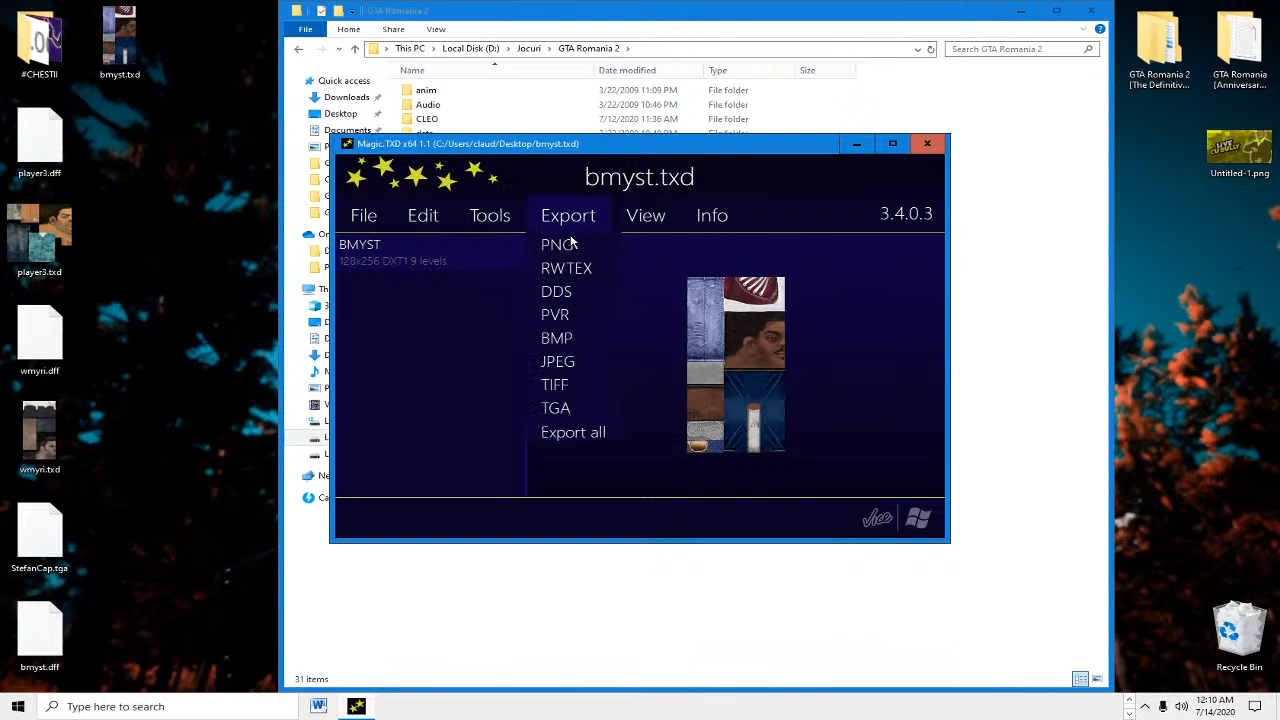 #CHESTII
bmyst.txd
player3.dff
player3.txd
wmyri.dff
wmyri.txd
StefanCap.tga
bmyst.dff
GTA Romania 2
File
Home
Share
View
This PC
Local Disk (D:)
Jocuri
GTA Romania 2
Search GTA Romania 2
Name
Date modified
Type
Size
Quick access
Downloads
Desktop
Documents
anim
3/22/2009 11:09 PM
File folder
Audio
3/22/2009 10:46 PM
File folder
CLEO
7/12/2020 11:36 AM
File folder
Magic.TXD x64 1.1 (C:/Users/claud/Desktop/bmyst.txd)
bmyst.txd
File
Edit
Tools
Export
View
Info
3.4.0.3
BMYST
128x256 DXT1 9 levels
PNG
RWTEX
DDS
PVR
BMP
JPEG
TIFF
TGA
Export all
vice
31 items
GTA Romania 2 [The Definitiv...
GTA Romania [Anniversar...
LIVE
CU BULLY
Untitled-1.png
Recycle Bin
Type here to search
12:10 AM
7/14/2020